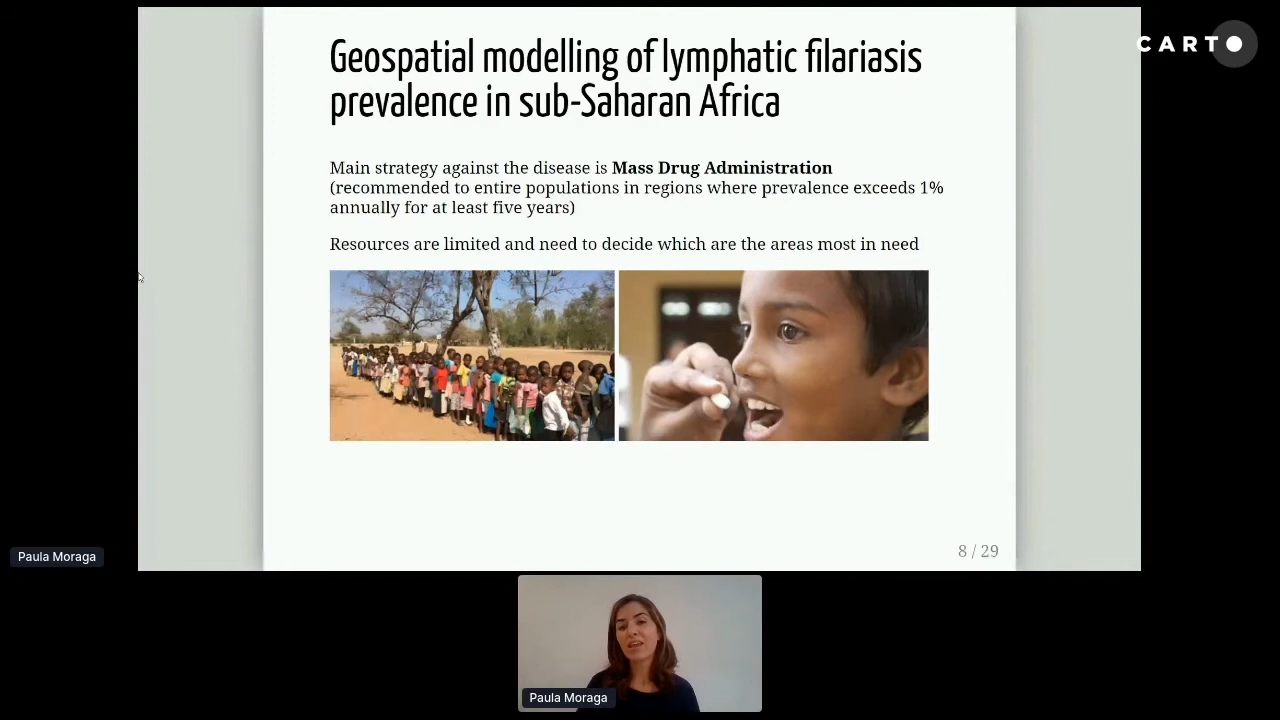 CARTO
Geospatial modelling of lymphatic filariasis
prevalence in sub-Saharan Africa
Main strategy against the disease is Mass Drug Administration
(recommended to entire populations in regions where prevalence exceeds 1%
annually for at least five years)
Resources are limited and need to decide which are the areas most in need
8 / 29
Paula Moraga
Paula Moraga